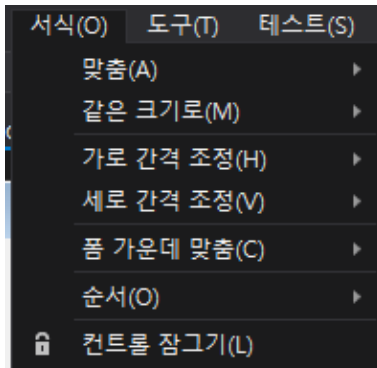 서식(O) 도구(T) 테스트(S)
맞춤(A)
같은 크기로(M)
가로 간격 조정(H)
세로 간격 조정(V)
폼 가운데 맞춤(C)
순서(O)
컨트롤 잠그기(L)